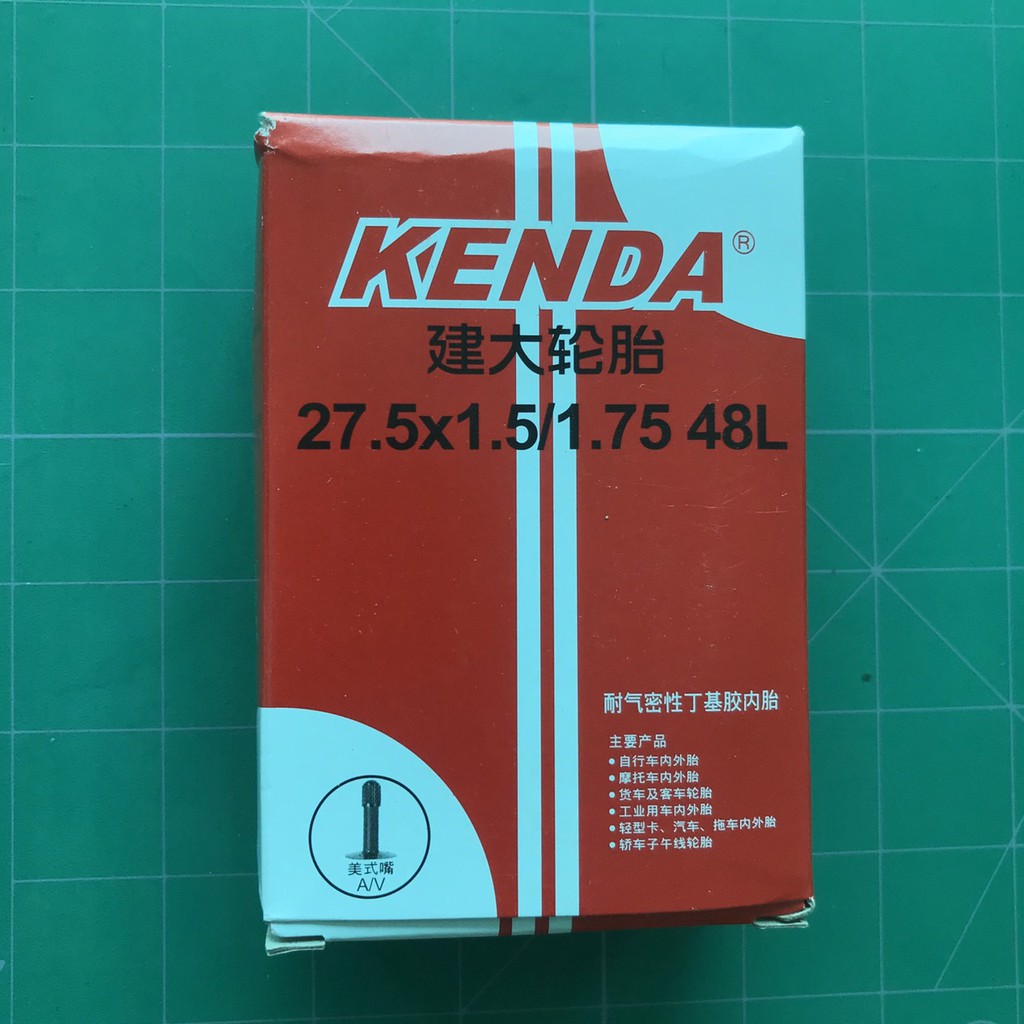 KENDA®
建大轮胎
27.5x1.5/1.75 48L
耐气密性丁基胶内胎
主要产品
•自行车内外胎
•摩托车内外胎
•货车及客车轮胎
•工业用车内外胎
•轻型卡、汽车、拖车内外胎
•轿车子午线轮胎
美式嘴
A/V